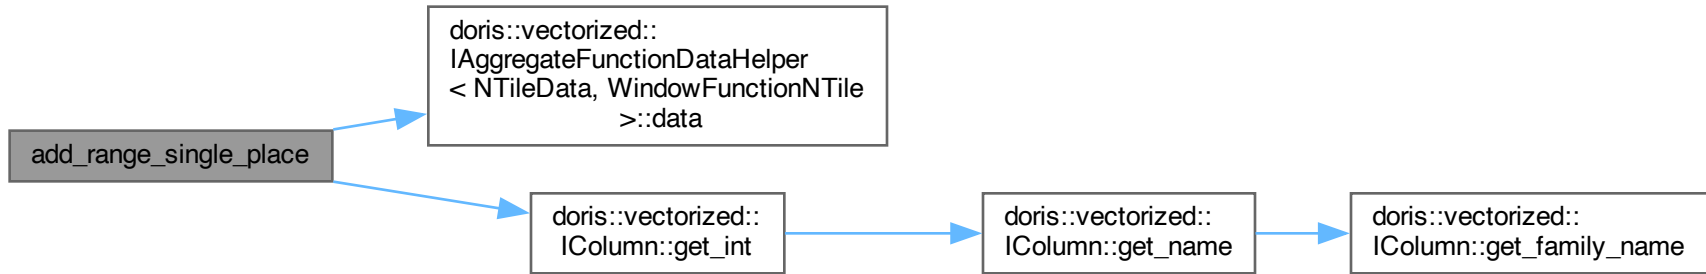 doris::vectorized::
IAggregateFunctionDataHelper
< NTileData, WindowFunctionNTile
>::data
add_range_single_place
doris::vectorized::
IColumn::get_int
doris::vectorized::
IColumn::get_name
doris::vectorized::
IColumn::get_family_name